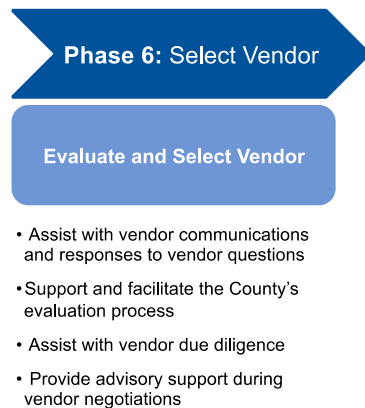 Phase 6: Select Vendor
Evaluate and Select Vendor
• Assist with vendor communications
and responses to vendor questions
• Support and facilitate the County's
evaluation process
• Assist with vendor due diligence
• Provide advisory support during
vendor negotiations